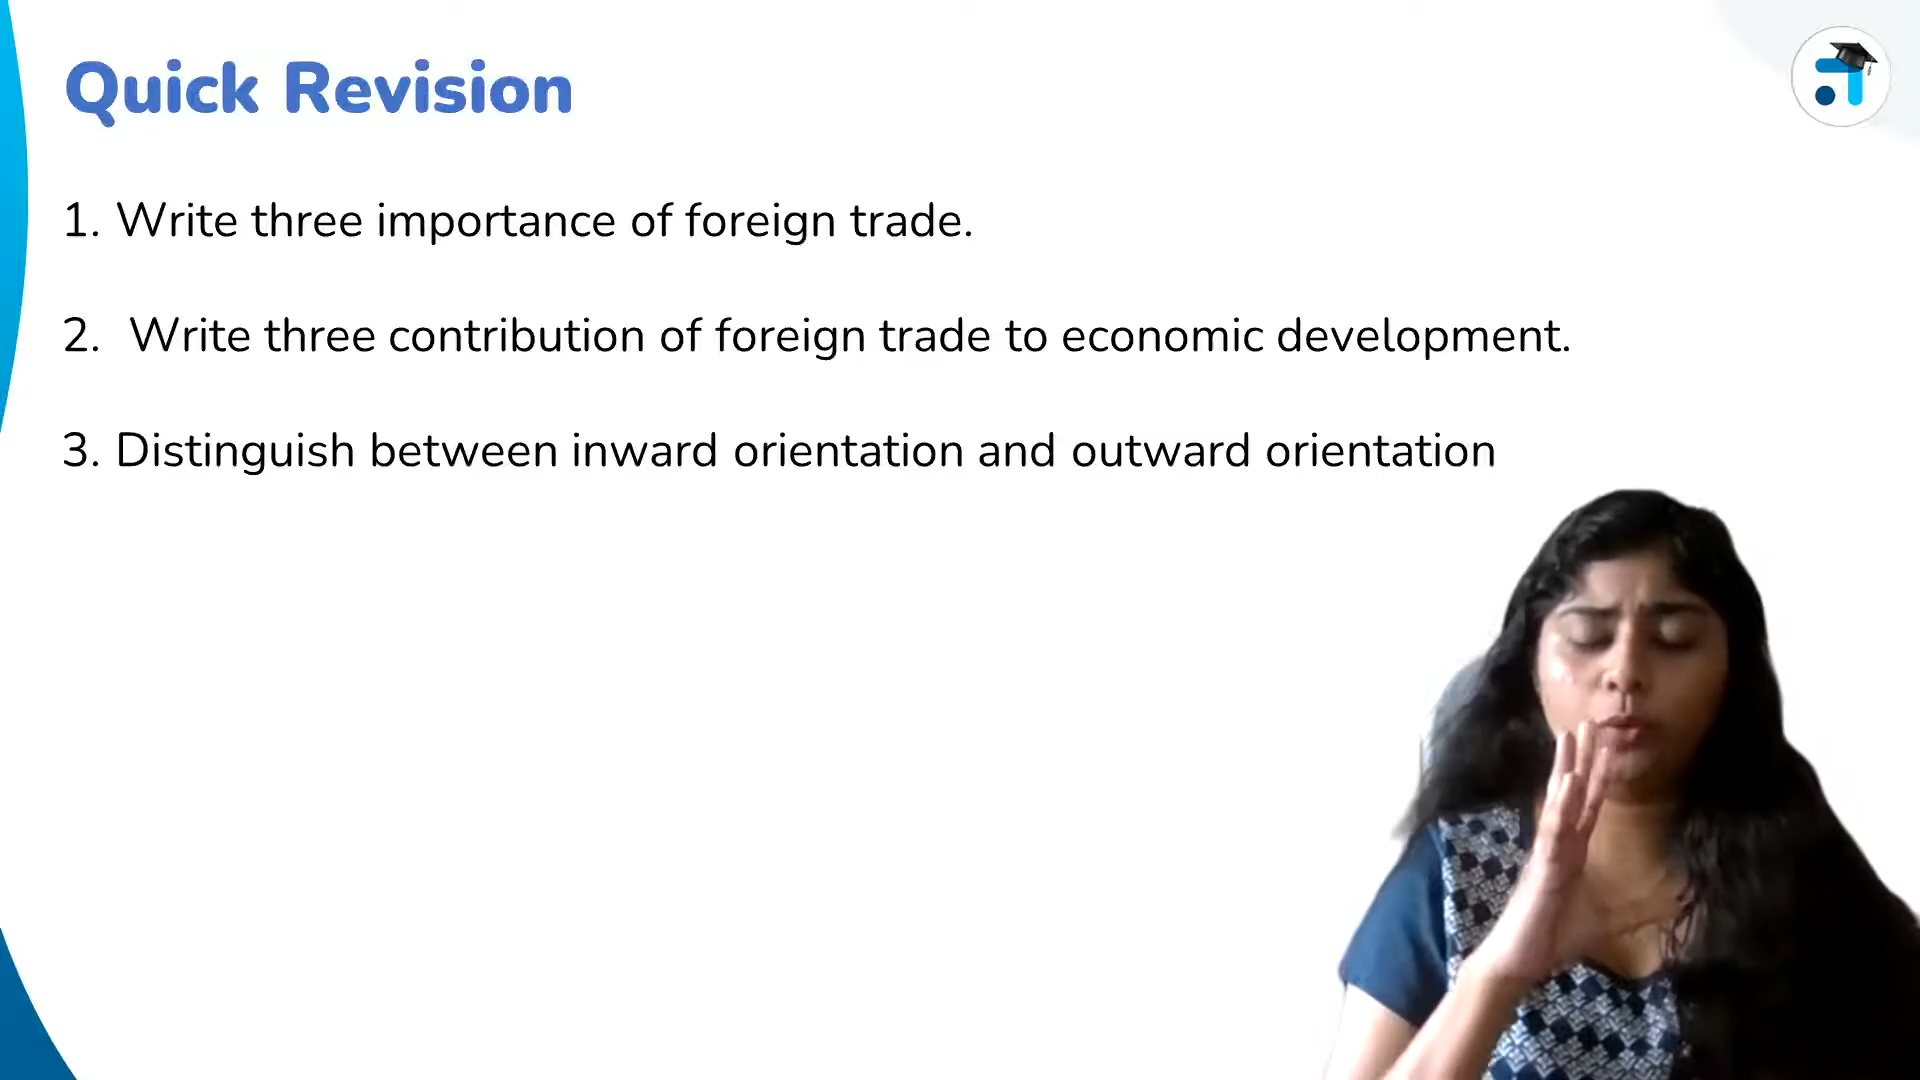 Quick Revision
1. Write three importance of foreign trade.
2. Write three contribution of foreign trade to economic development.
3. Distinguish between inward orientation and outward orientation